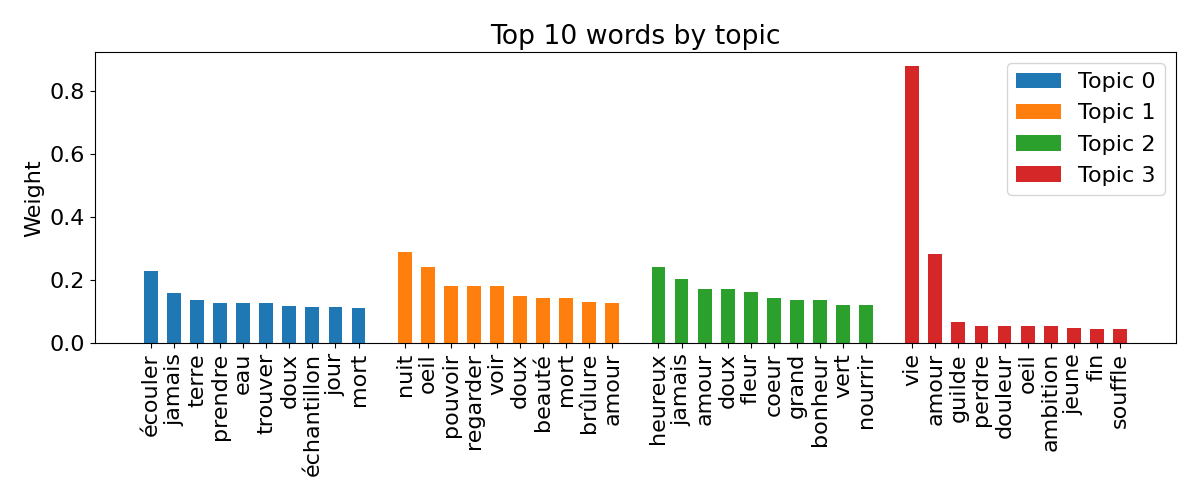 Top 10 words by topic
Weight
0.8
0.6
0.4
0.2
0.0
Topic 0
Topic 1
Topic 2
Topic 3
écouler
jamais
terre
prendre
eau
trouver
doux
échantillon
jour
mort
nuit
oeil
pouvoir
regarder
voir
doux
beauté
mort
brûlure
amour
heureux
jamais
amour
doux
fleur
coeur
grand
bonheur
vert
nourrir
vie
amour
guilde
perdre
douleur
oeil
ambition
jeune
fin
souffle